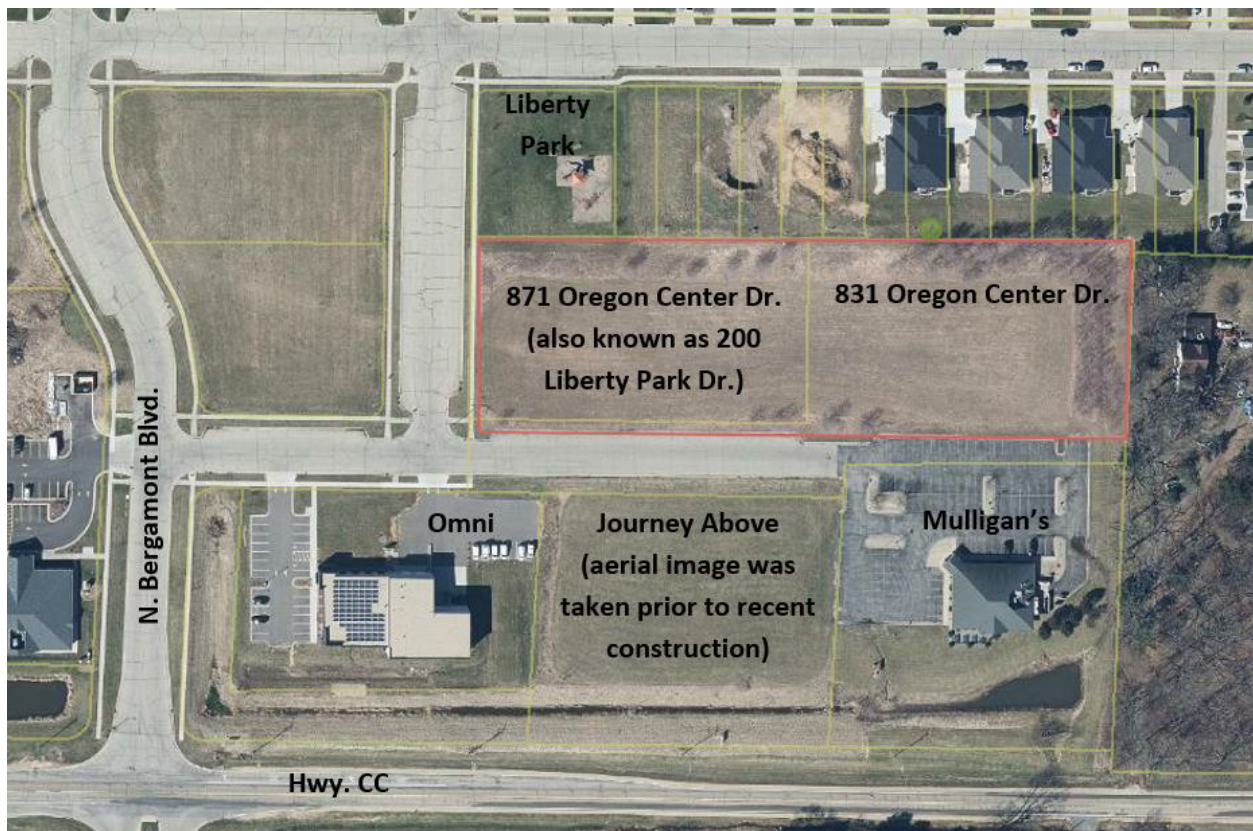 Liberty
Park
871 Oregon Center Dr.
(also known as 200
Liberty Park Dr.)
831 Oregon Center Dr.
N. Bergamont Blvd.
Omni
Journey Above
(aerial image was
taken prior to recent
construction)
Mulligan's
Hwy. CC